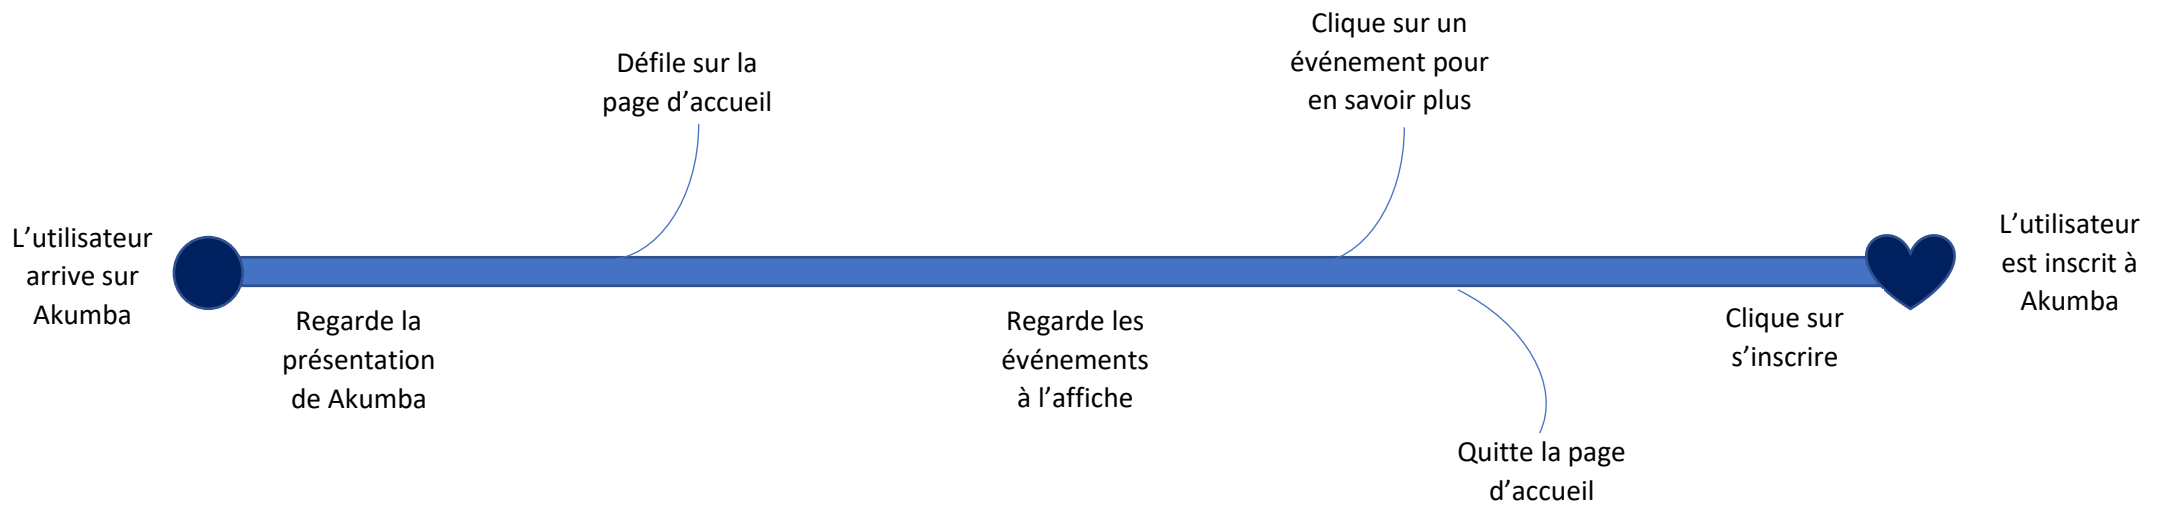 L’utilisateur
arrive sur
Akumba
Regarde la
présentation
de Akumba
Défile sur la
page d’accueil
Regarde les
événements
à l’affiche
Clique sur un
événement pour
en savoir plus
Quitte la page
d’accueil
Clique sur
s’inscrire
L’utilisateur
est inscrit à
Akumba